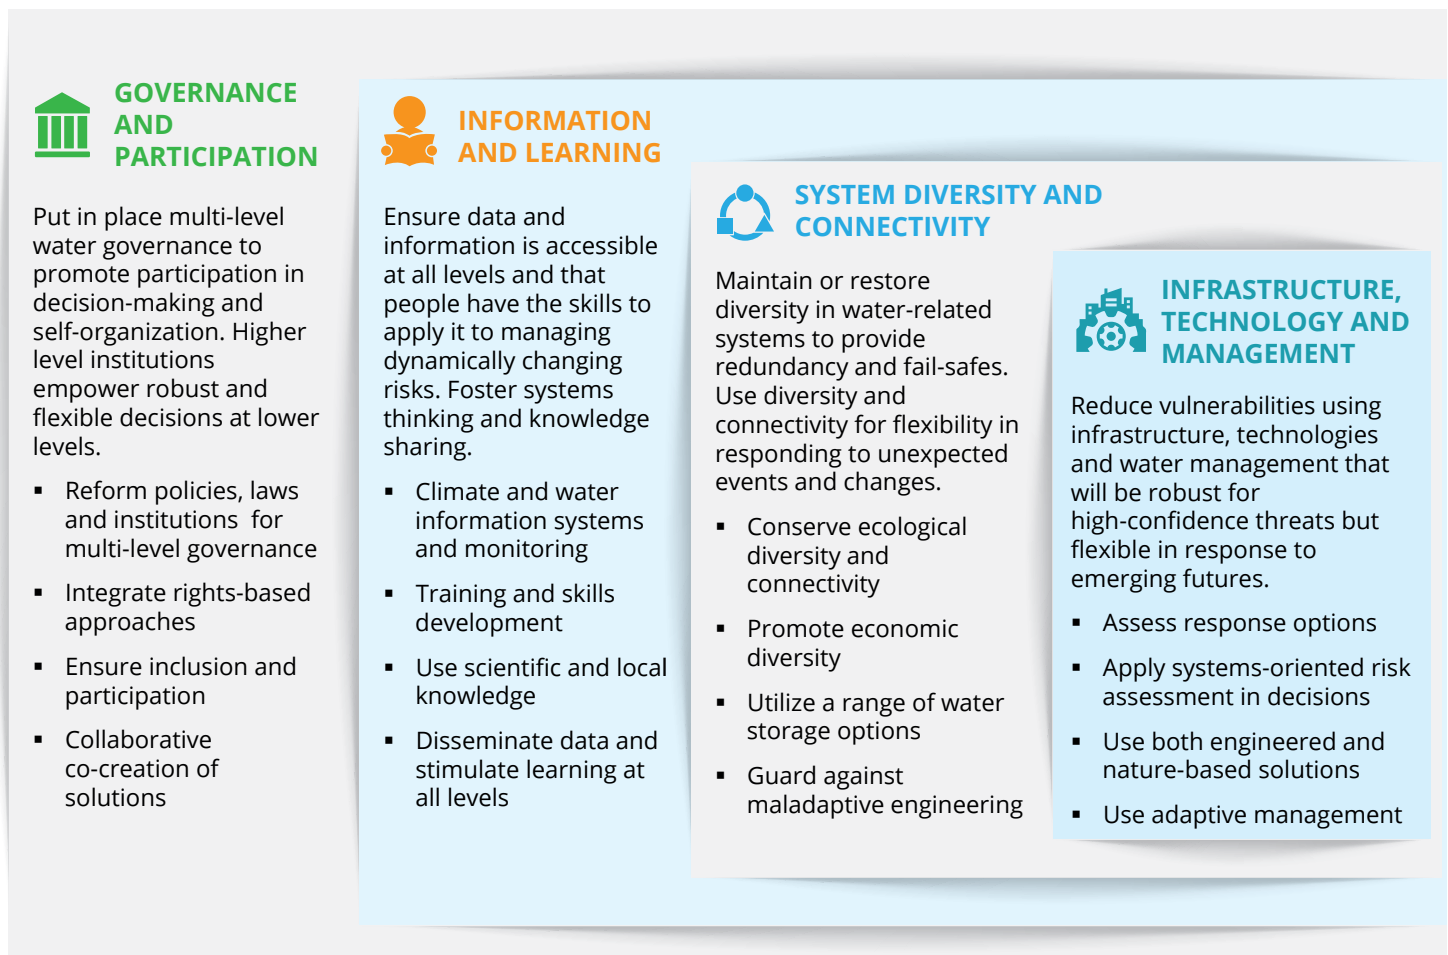 GOVERNANCE
AND
PARTICIPATION
Put in place multi-level
water governance to
promote participation in
decision-making and
self-organization. Higher
level institutions
empower robust and
flexible decisions at lower
levels.
▪ Reform policies, laws
and institutions for
multi-level governance
▪ Integrate rights-based
approaches
▪ Ensure inclusion and
participation
▪ Collaborative
co-creation of
solutions
INFORMATION
AND LEARNING
Ensure data and
information is accessible
at all levels and that
people have the skills to
apply it to managing
dynamically changing
risks. Foster systems
thinking and knowledge
sharing.
▪ Climate and water
information systems
and monitoring
▪ Training and skills
development
▪ Use scientific and local
knowledge
▪ Disseminate data and
stimulate learning at
all levels
SYSTEM DIVERSITY AND
CONNECTIVITY
Maintain or restore
diversity in water-related
systems to provide
redundancy and fail-safes.
Use diversity and
connectivity for flexibility in
responding to unexpected
events and changes.
▪ Conserve ecological
diversity and
connectivity
▪ Promote economic
diversity
▪ Utilize a range of water
storage options
▪ Guard against
maladaptive engineering
INFRASTRUCTURE,
TECHNOLOGY AND
MANAGEMENT
Reduce vulnerabilities using
infrastructure, technologies
and water management that
will be robust for
high-confidence threats but
flexible in response to
emerging futures.
▪ Assess response options
▪ Apply systems-oriented risk
assessment in decisions
▪ Use both engineered and
nature-based solutions
▪ Use adaptive management